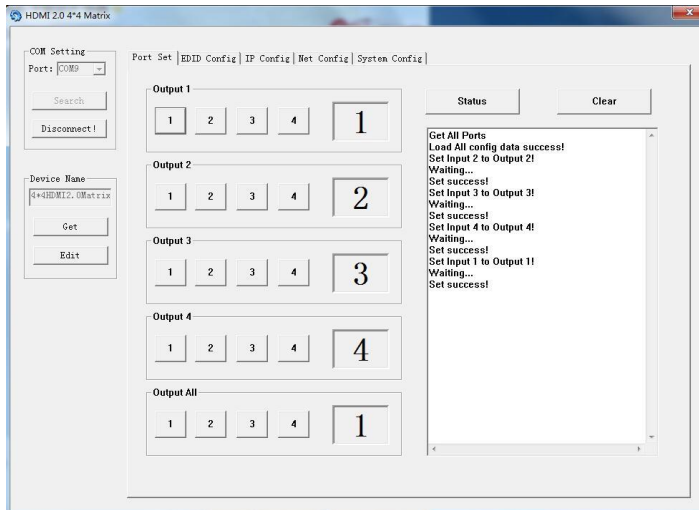 HDMI 2.0 4*4 Matrix
COM Setting
Port: COM9
Search
Disconnect!
Device Name
4*4HDMI2.0Matrix
Get
Edit
Port Set EDID Config IP Config Net Config System Config
Output 1
1 2 3 4 1
Output 2
1 2 3 4 2
Output 3
1 2 3 4 3
Output 4
1 2 3 4 4
Output All
1 2 3 4 1
Status Clear
Get All Ports
Load All config data success!
Set Input 2 to Output 2!
Waiting...
Set success!
Set Input 3 to Output 3!
Waiting...
Set success!
Set Input 4 to Output 4!
Waiting...
Set success!
Set Input 1 to Output 1!
Waiting...
Set success!